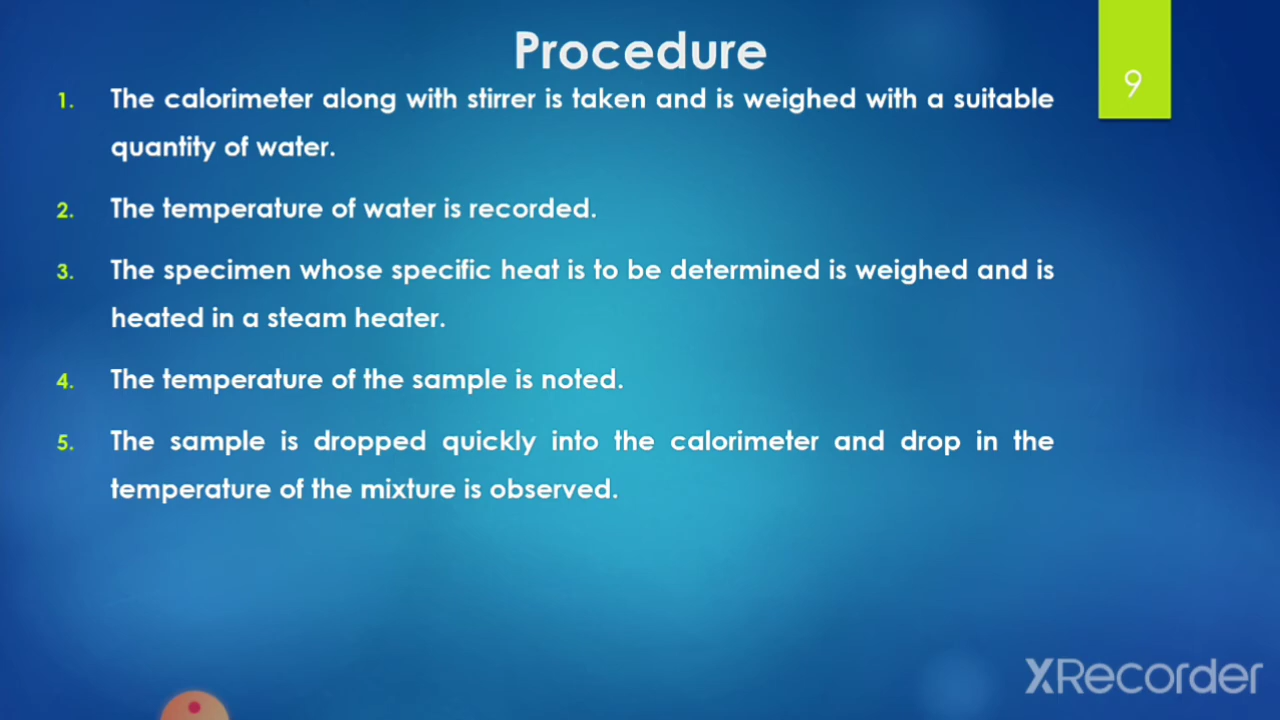 Procedure
9
1. The calorimeter along with stirrer is taken and is weighed with a suitable
quantity of water.
2. The temperature of water is recorded.
3. The specimen whose specific heat is to be determined is weighed and is
heated in a steam heater.
4. The temperature of the sample is noted.
5. The sample is dropped quickly into the calorimeter and drop in the
temperature of the mixture is observed.
XRecorder